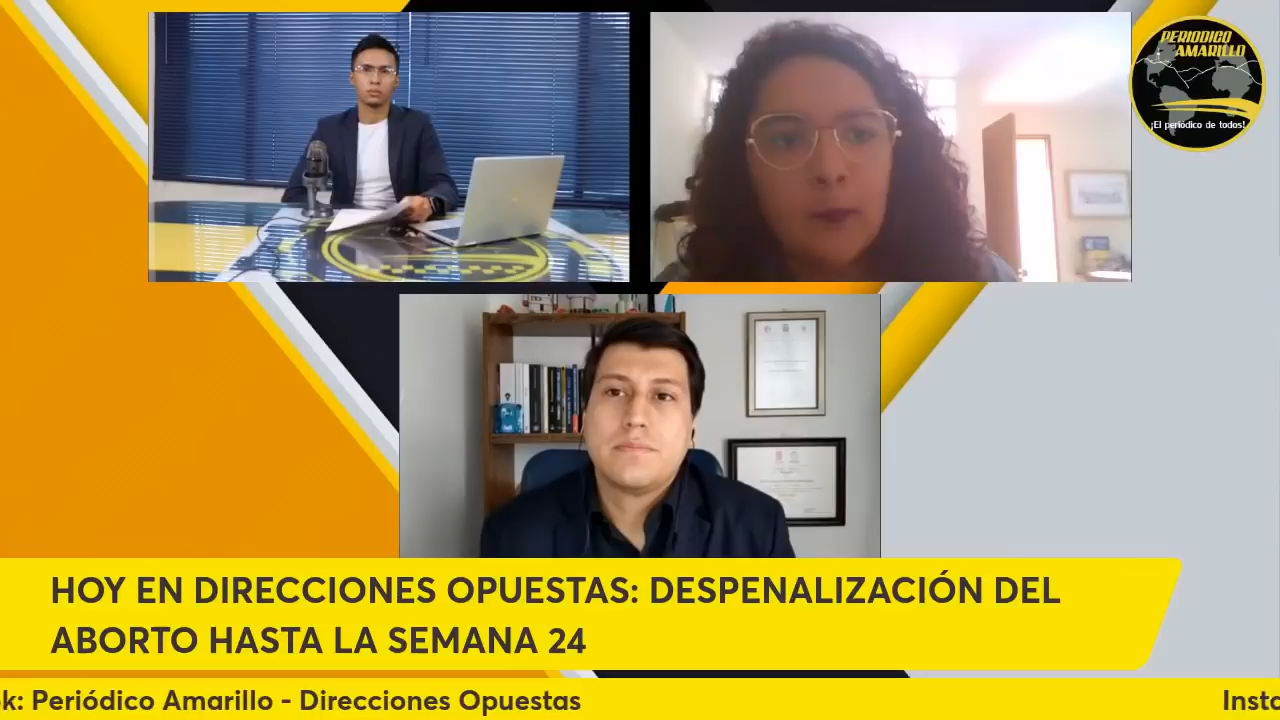 PERIODICO
AMARILLO
¡El periódico de todos!
HOY EN DIRECCIONES OPUESTAS: DESPENALIZACIÓN DEL
ABORTO HASTA LA SEMANA 24
ok: Periódico Amarillo - Direcciones Opuestas
Insta